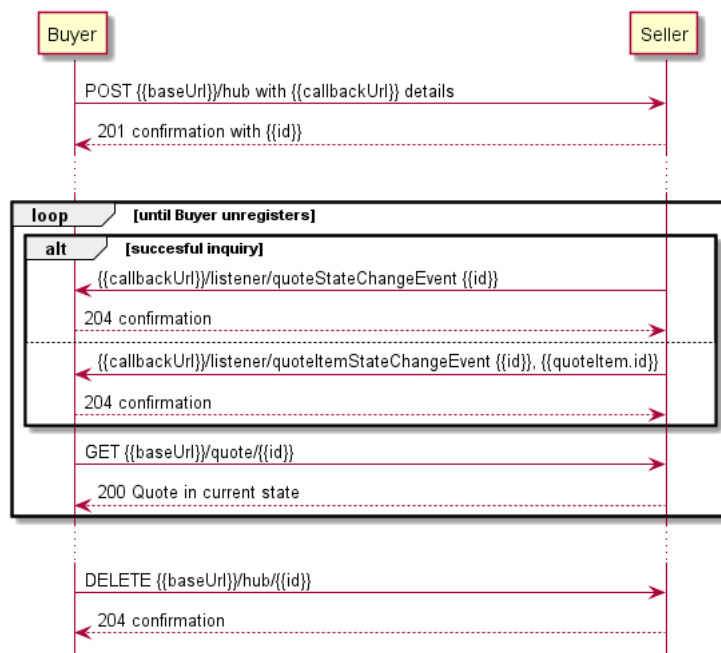 Buyer
Seller
POST {{baseUrl}}/hub with {{callbackUrl}} details
201 confirmation with {{id}}
loop [until Buyer unregisters]
alt [succesful inquiry]
{{callbackUrl}}/listener/quoteStateChangeEvent {{id}}
204 confirmation
{{callbackUrl}}/listener/quoteItemStateChangeEvent {{id}}, {{quoteItem.id}}
204 confirmation
GET {{baseUrl}}/quote/{{id}}
200 Quote in current state
DELETE {{baseUrl}}/hub/{{id}}
204 confirmation